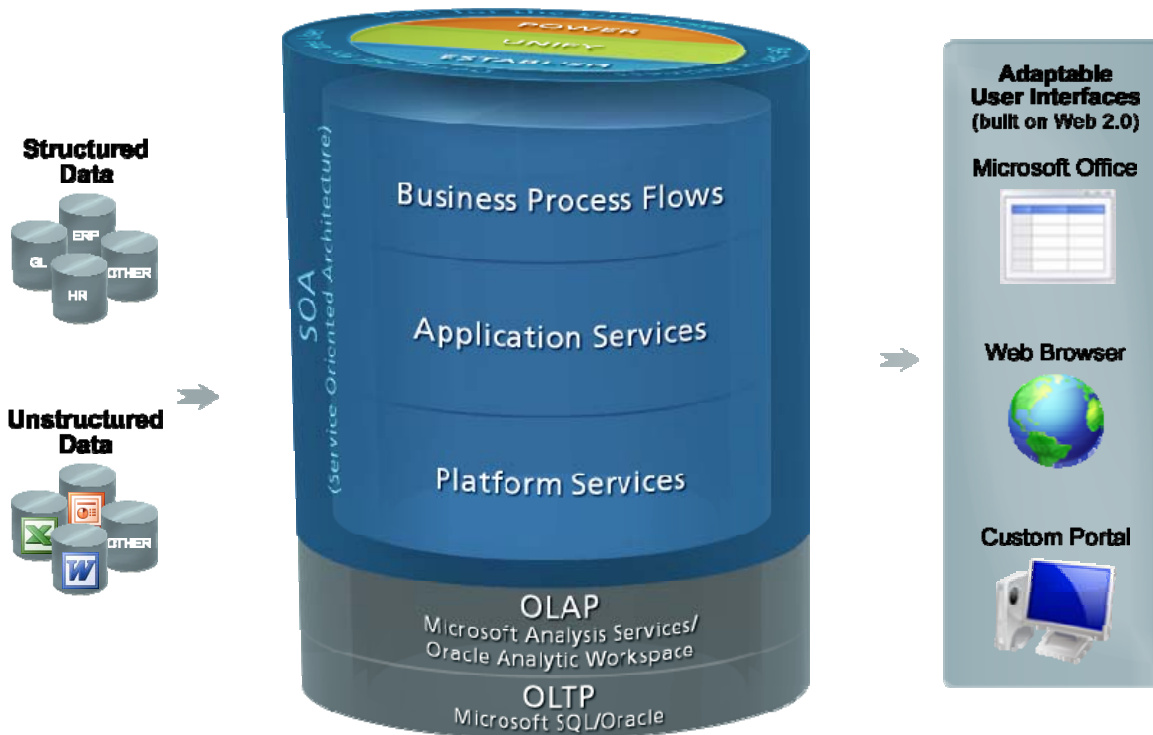 POWER
UNIFY
ESTABLISH
Structured
Data
ERP
GL
OTHER
HR
Unstructured
Data
X
OTHER
W
SOA
(Service Oriented Architecture)
Business Process Flows
Application Services
Platform Services
OLAP
Microsoft Analysis Services/
Oracle Analytic Workspace
OLTP
Microsoft SQL/Oracle
Adaptable
User Interfaces
(built on Web 2.0)
Microsoft Office
Web Browser
Custom Portal